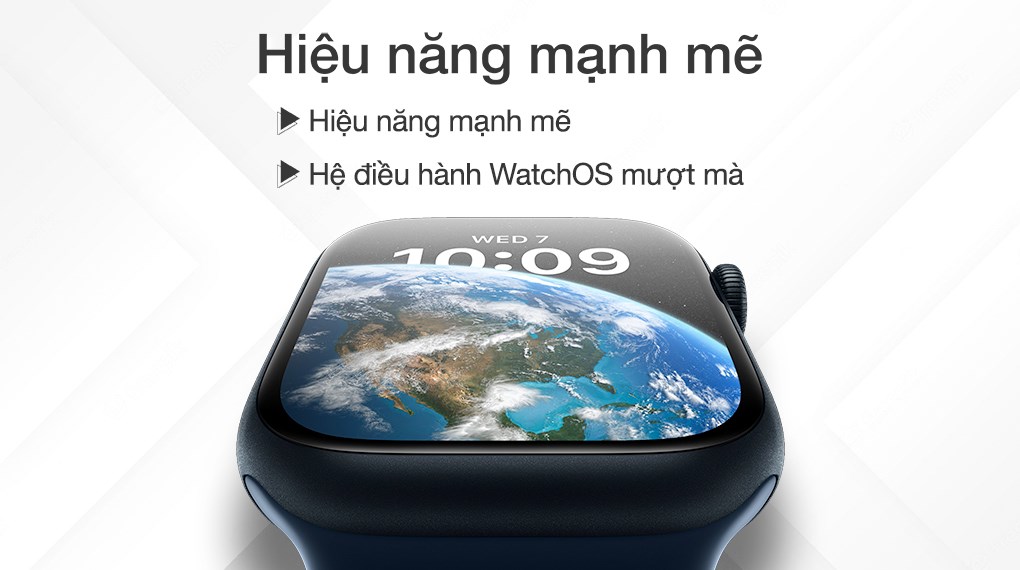 Hiệu năng mạnh mẽ
Hiệu năng mạnh mẽ
Hệ điều hành WatchOS mượt mà
WED 7
10:09